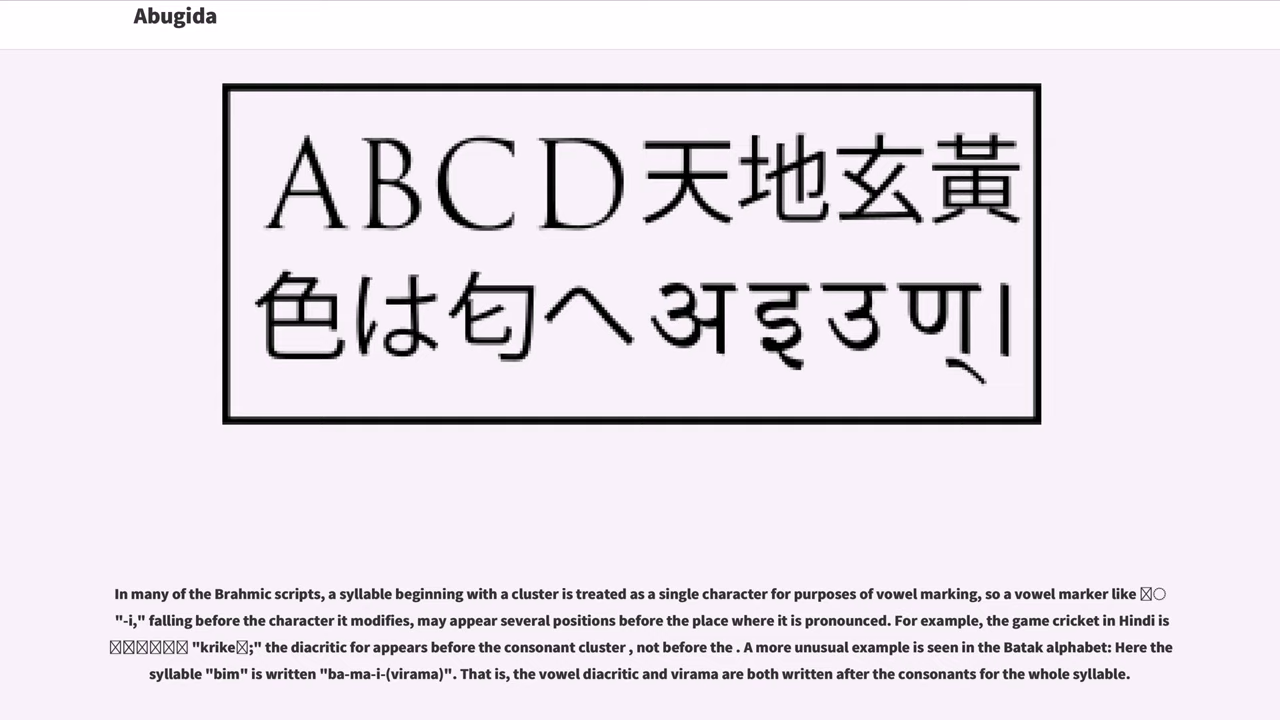 Abugida
ABCD天地玄黃
色は匂へअइउण्।
In many of the Brahmic scripts, a syllable beginning with a cluster is treated as a single character for purposes of vowel marking, so a vowel marker like
"-i," falling before the character it modifies, may appear several positions before the place where it is pronounced. For example, the game cricket in Hindi is
"krike;" the diacritic for appears before the consonant cluster , not before the . A more unusual example is seen in the Batak alphabet: Here the
syllable "bim" is written "ba-ma-i-(virama)". That is, the vowel diacritic and virama are both written after the consonants for the whole syllable.